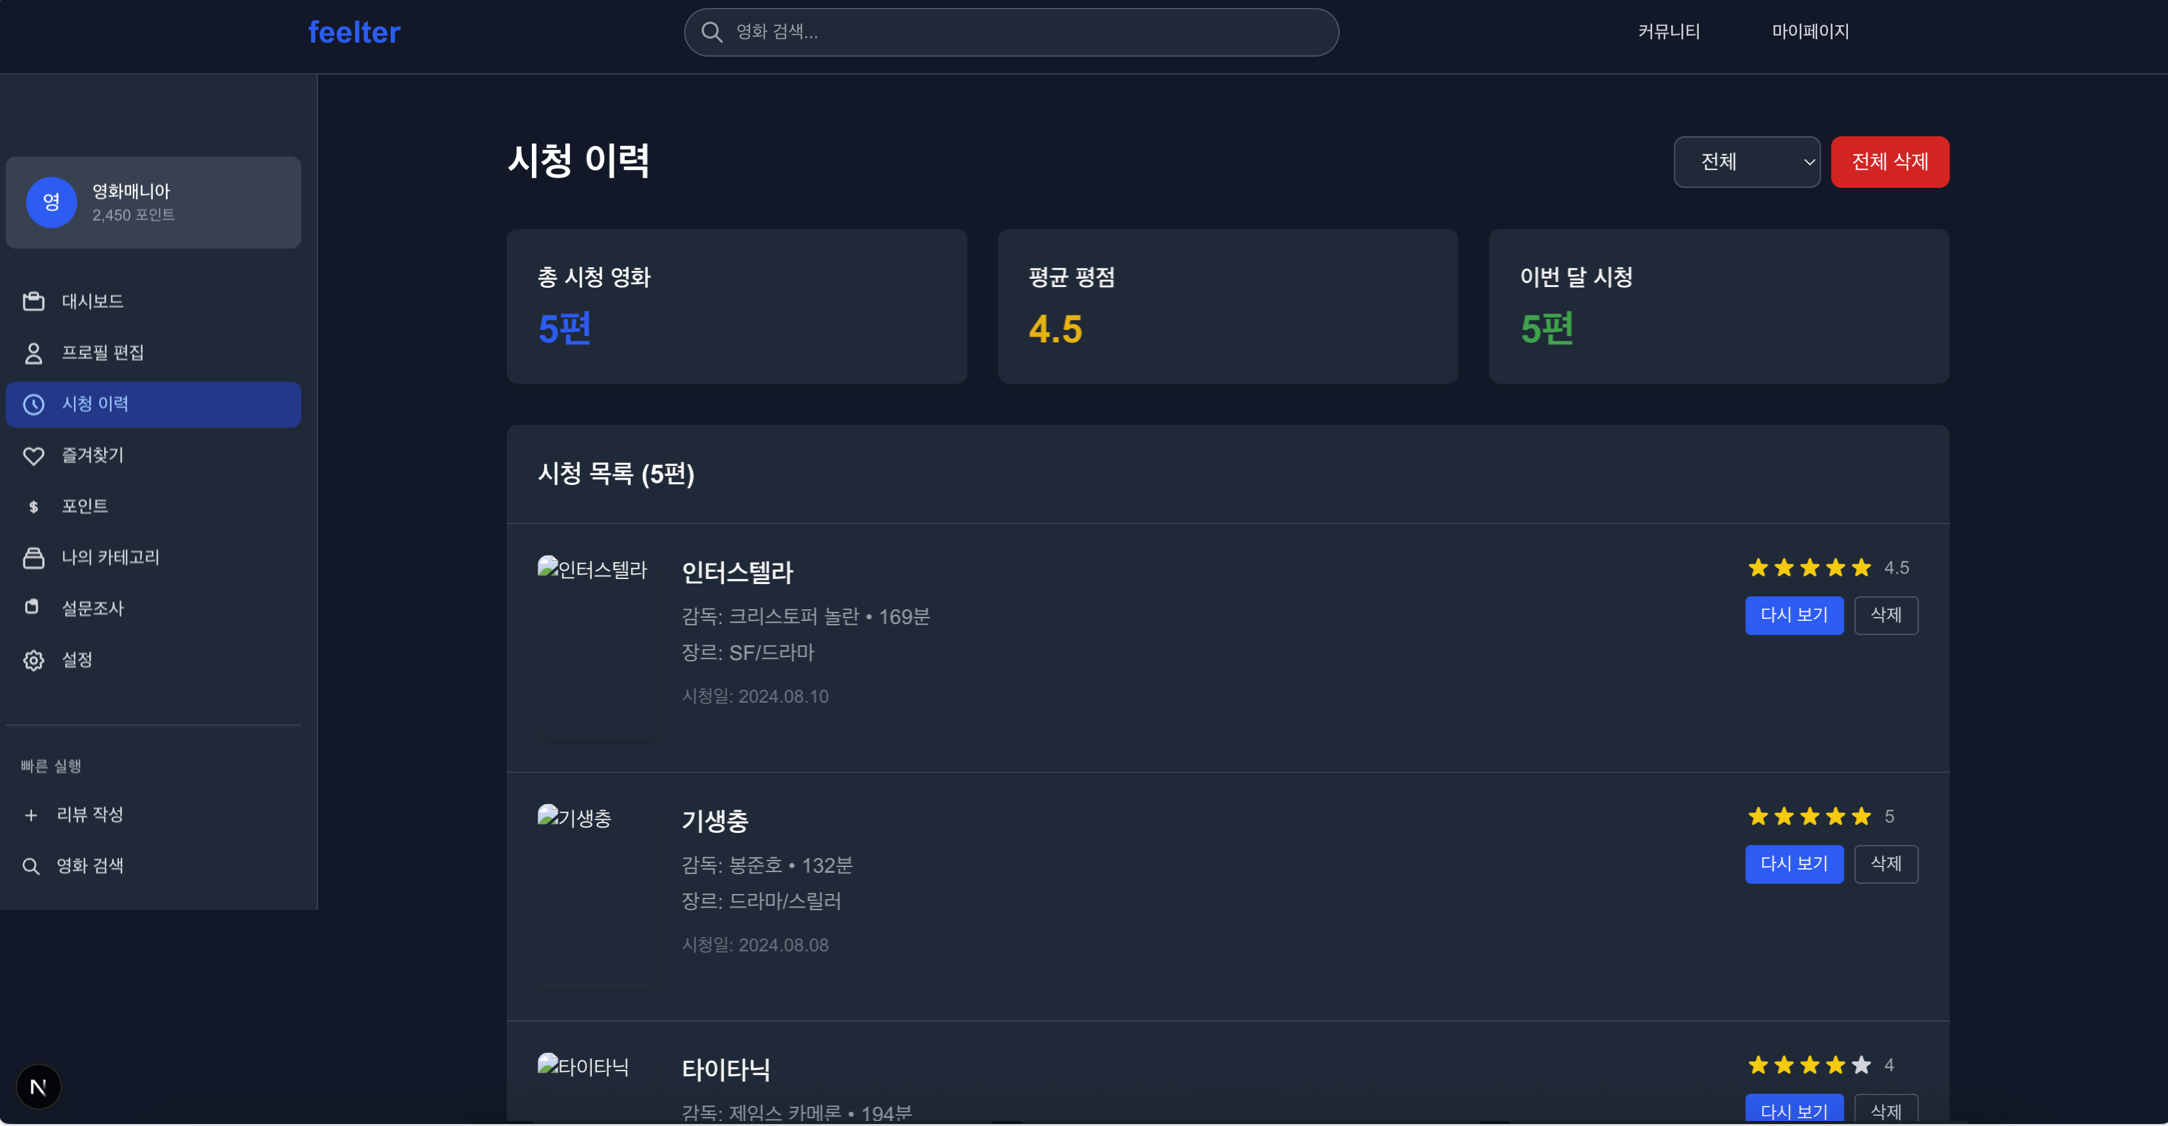 feelter
영화 검색...
커뮤니티
마이페이지
영
영화매니아
2,450 포인트
대시보드
프로필 편집
시청 이력
즐겨찾기
$ 포인트
나의 카테고리
설문조사
설정
빠른 실행
+ 리뷰 작성
영화 검색
N
시청 이력
전체
전체 삭제
총 시청 영화
5편
평균 평점
4.5
이번 달 시청
5편
시청 목록 (5편)
인터스텔라
인터스텔라
감독: 크리스토퍼 놀란 • 169분
장르: SF/드라마
시청일: 2024.08.10
4.5
다시 보기
삭제
기생충
기생충
감독: 봉준호 • 132분
장르: 드라마/스릴러
시청일: 2024.08.08
5
다시 보기
삭제
타이타닉
타이타닉
감독: 제임스 카메론 • 194분
4
다시 보기
삭제